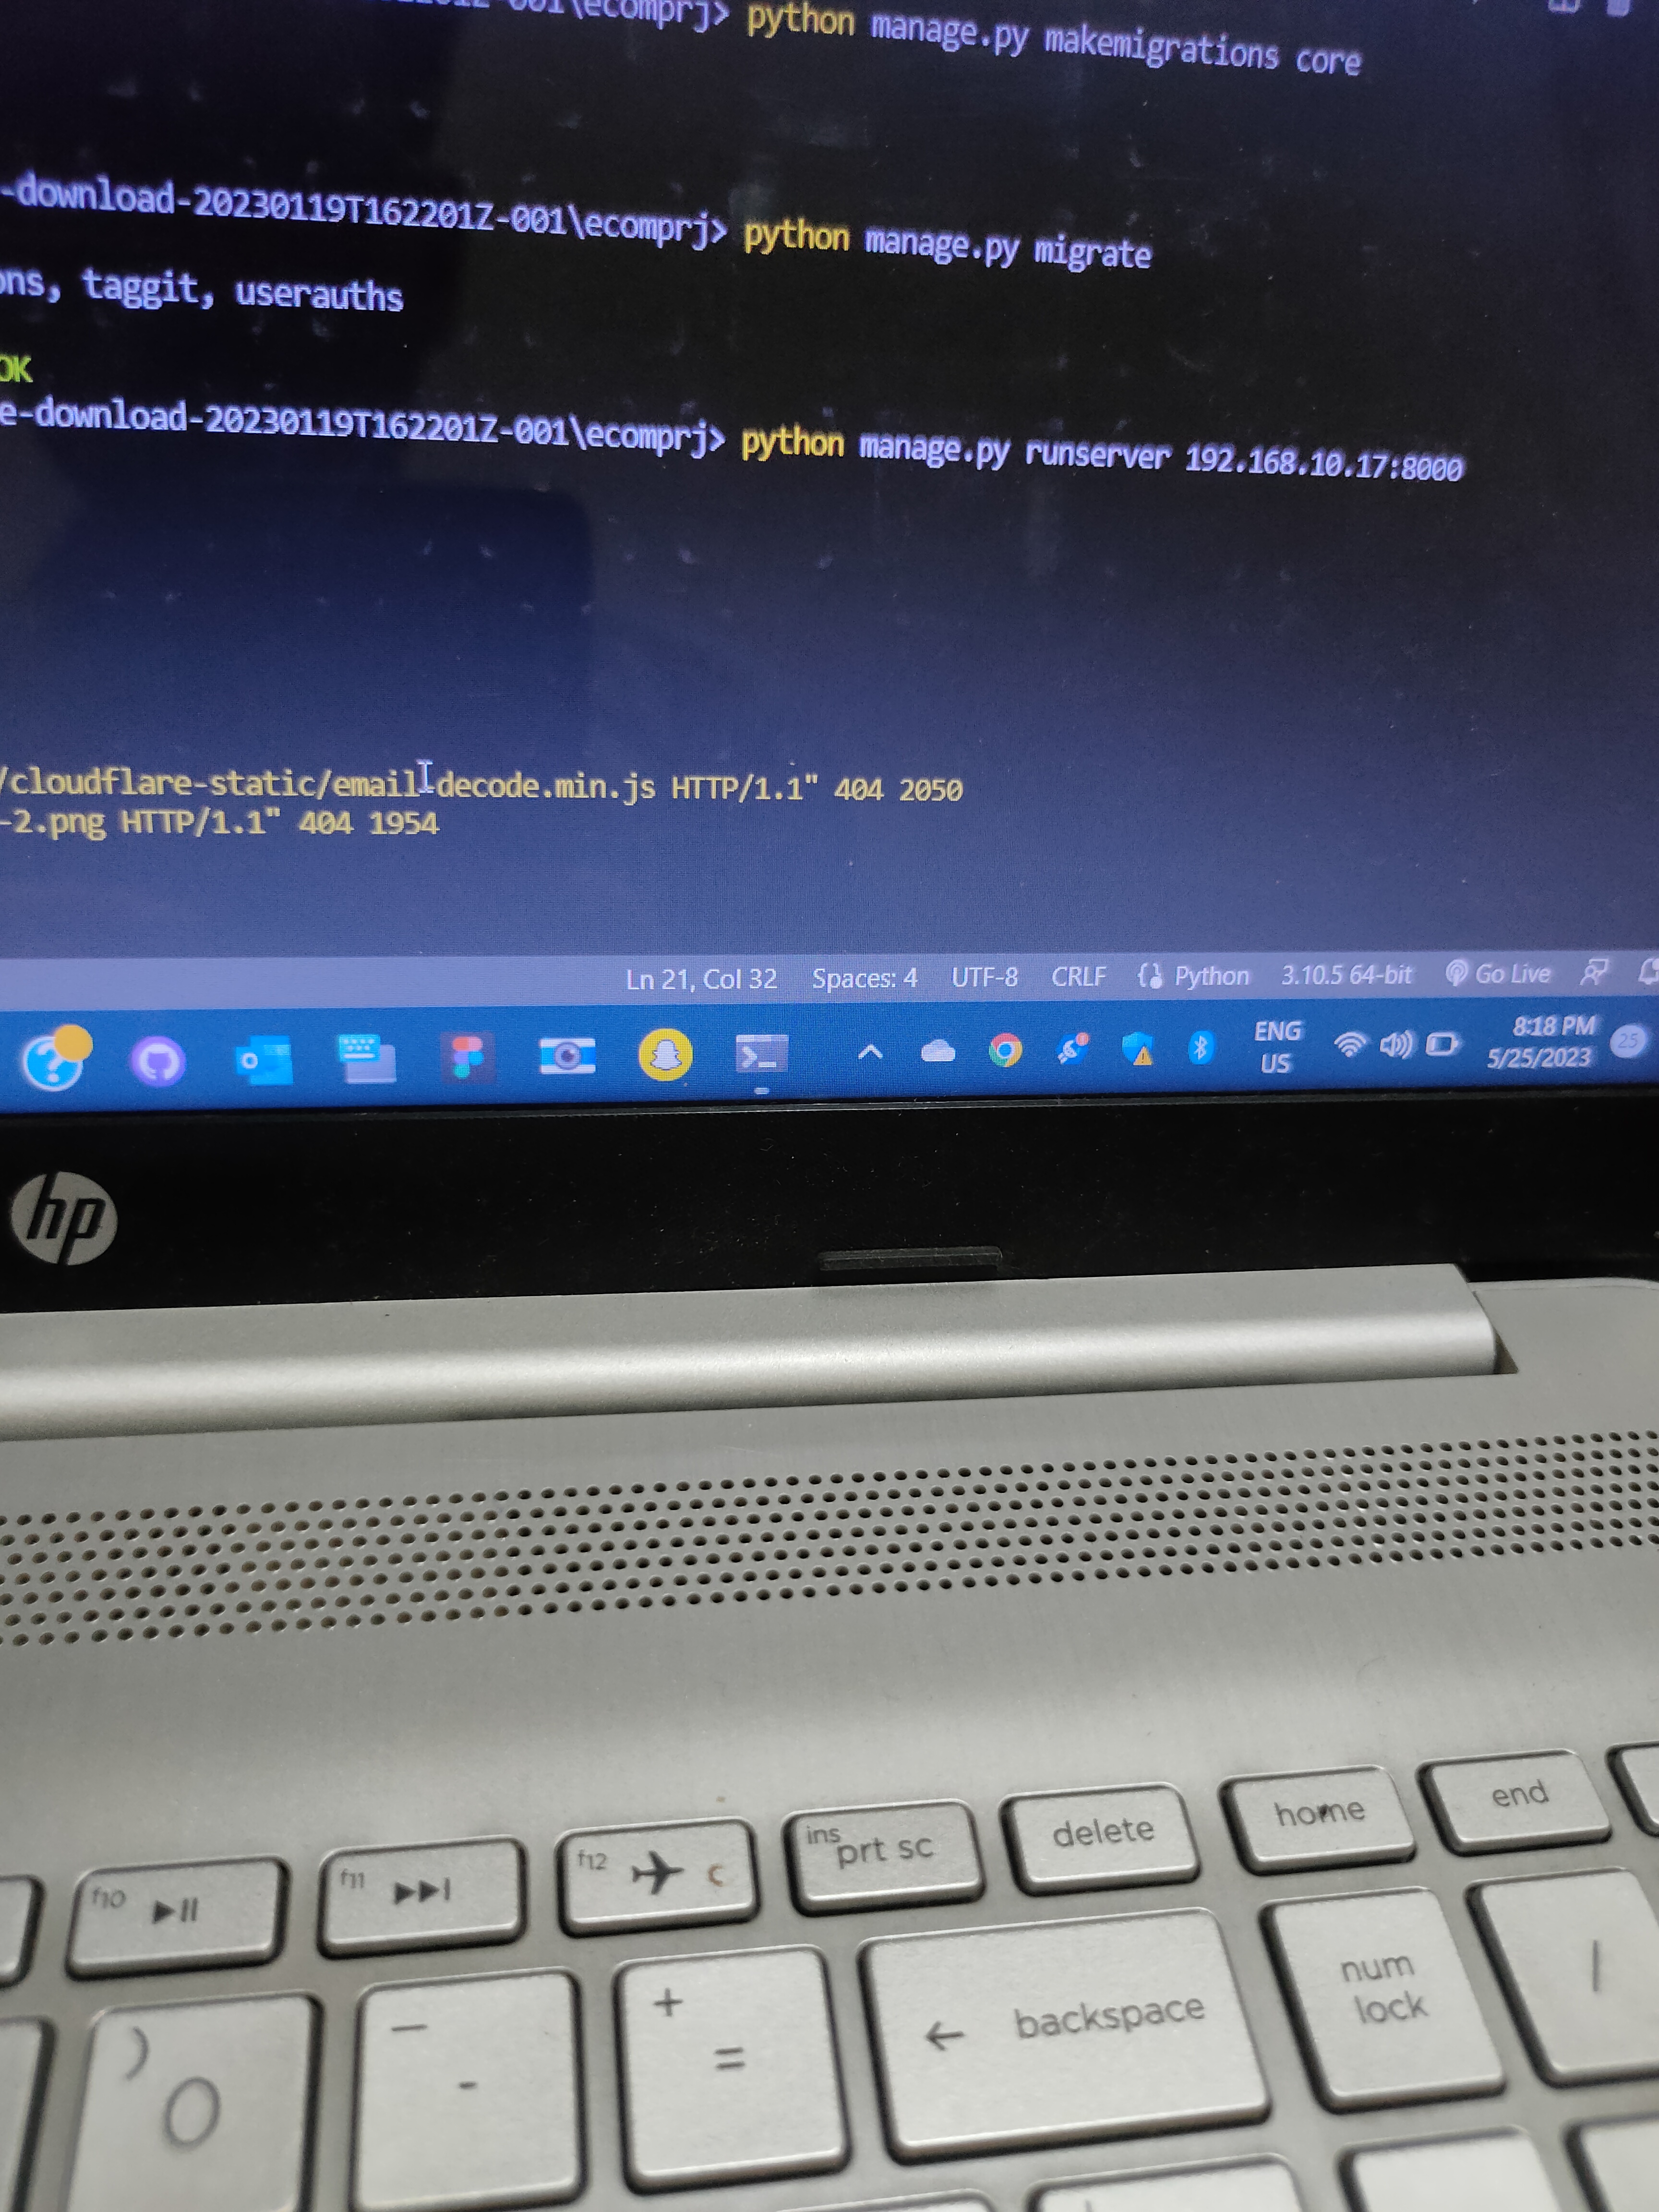 \ecomprj> python manage.py makemigrations core
-download-20230119T162201Z-001\ecomprj> python manage.py migrate
ons, taggit, userauths
OK
e-download-20230119T162201Z-001\ecomprj> python manage.py runserver 192.168.10.17:8000
/cloudflare-static/email-decode.min.js HTTP/1.1" 404 2050
-2.png HTTP/1.1" 404 1954
Ln 21, Col 32 Spaces: 4 UTF-8 CRLF Python 3.10.5 64-bit Go Live
ENG
US
8:18 PM
5/25/2023
25
hp
f10
f11
f12 c
ins
prt sc
delete
home
end
)
0
—
-
+
=
← backspace
num
lock
/